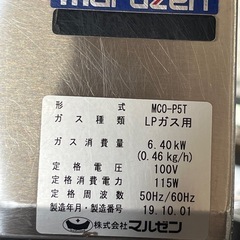 maruzen
形式 MCO-P5T
ガス種類 LPガス用
ガス消費量 6.40kW
(0.46kg/h)
定格電圧 100V
定格消費電力 115W
定格周波数 50Hz/60Hz
製造年月・製造番号 19.10.01
株式会社 マルゼン